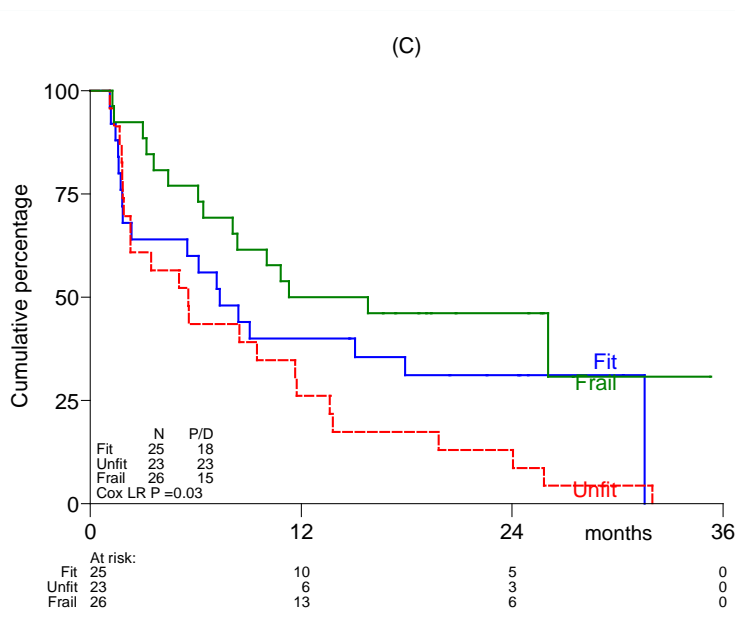 (C)
100
75
50
25
0
Cumulative percentage
Fit
Frail
Unfit
N P/D
Fit 25 18
Unfit 23 23
Frail 26 15
Cox LR P =0.03
0 12 24 months 36
At risk:
Fit 25 10 5 0
Unfit 23 6 3 0
Frail 26 13 6 0